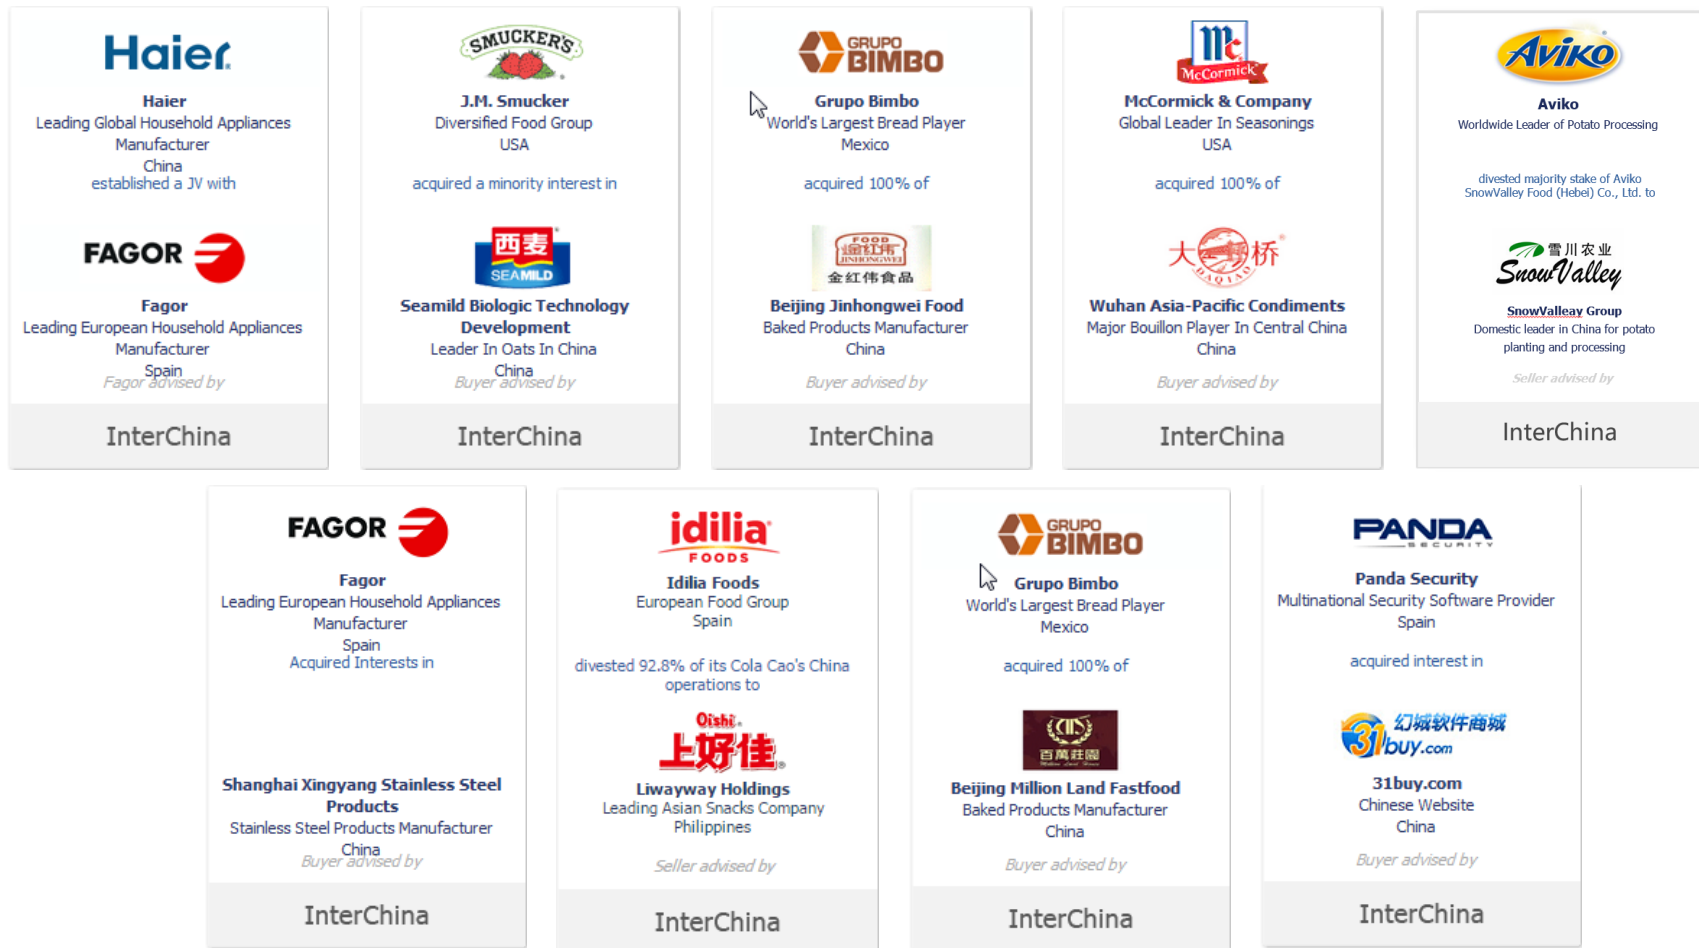 Haier
Haier
Leading Global Household Appliances
Manufacturer
China
established a JV with
FAGOR
Fagor
Leading European Household Appliances
Manufacturer
Spain
Fagor advised by
InterChina
SMUCKER'S
J.M. Smucker
Diversified Food Group
USA
acquired a minority interest in
西麦
SEAMILD
Seamild Biologic Technology
Development
Leader In Oats In China
China
Buyer advised by
InterChina
GRUPO
BIMBO
Grupo Bimbo
World's Largest Bread Player
Mexico
acquired 100% of
FOOD
金红伟
JINHONGWEI
金红伟食品
Beijing Jinhongwei Food
Baked Products Manufacturer
China
Buyer advised by
InterChina
Mc
McCormick
McCormick & Company
Global Leader In Seasonings
USA
acquired 100% of
大桥
DAQIAO
Wuhan Asia-Pacific Condiments
Major Bouillon Player In Central China
China
Buyer advised by
InterChina
Aviko
Aviko
Worldwide Leader of Potato Processing
divested majority stake of Aviko
SnowValley Food (Hebei) Co., Ltd. to
雪川农业
SnowValley
SnowValleay Group
Domestic leader in China for potato
planting and processing
Seller advised by
InterChina
FAGOR
Fagor
Leading European Household Appliances
Manufacturer
Spain
Acquired Interests in
Shanghai Xingyang Stainless Steel
Products
Stainless Steel Products Manufacturer
China
Buyer advised by
InterChina
idilia
FOODS
Idilia Foods
European Food Group
Spain
divested 92.8% of its Cola Cao's China
operations to
Oishi
上好佳
Liwayway Holdings
Leading Asian Snacks Company
Philippines
Seller advised by
InterChina
GRUPO
BIMBO
Grupo Bimbo
World's Largest Bread Player
Mexico
acquired 100% of
百萬莊園
Million Land House
Beijing Million Land Fastfood
Baked Products Manufacturer
China
Buyer advised by
InterChina
PANDA
SECURITY
Panda Security
Multinational Security Software Provider
Spain
acquired interest in
幻城软件商城
31buy.com
31buy.com
Chinese Website
China
Buyer advised by
InterChina